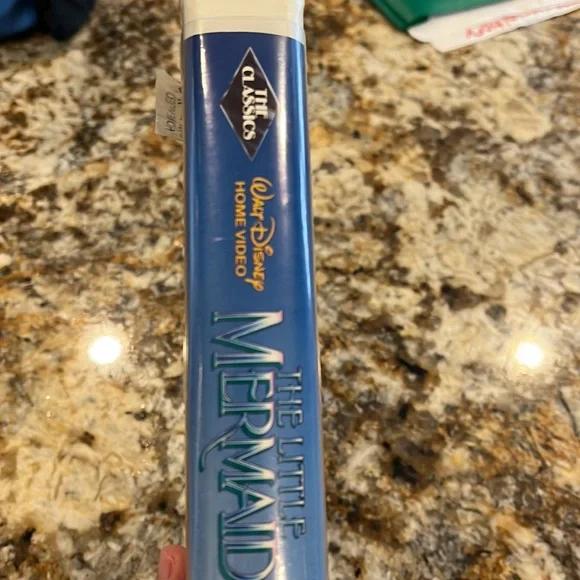 THE
CLASSICS
WALT DISNEY
HOME VIDEO
THE LITTLE
MERMAID